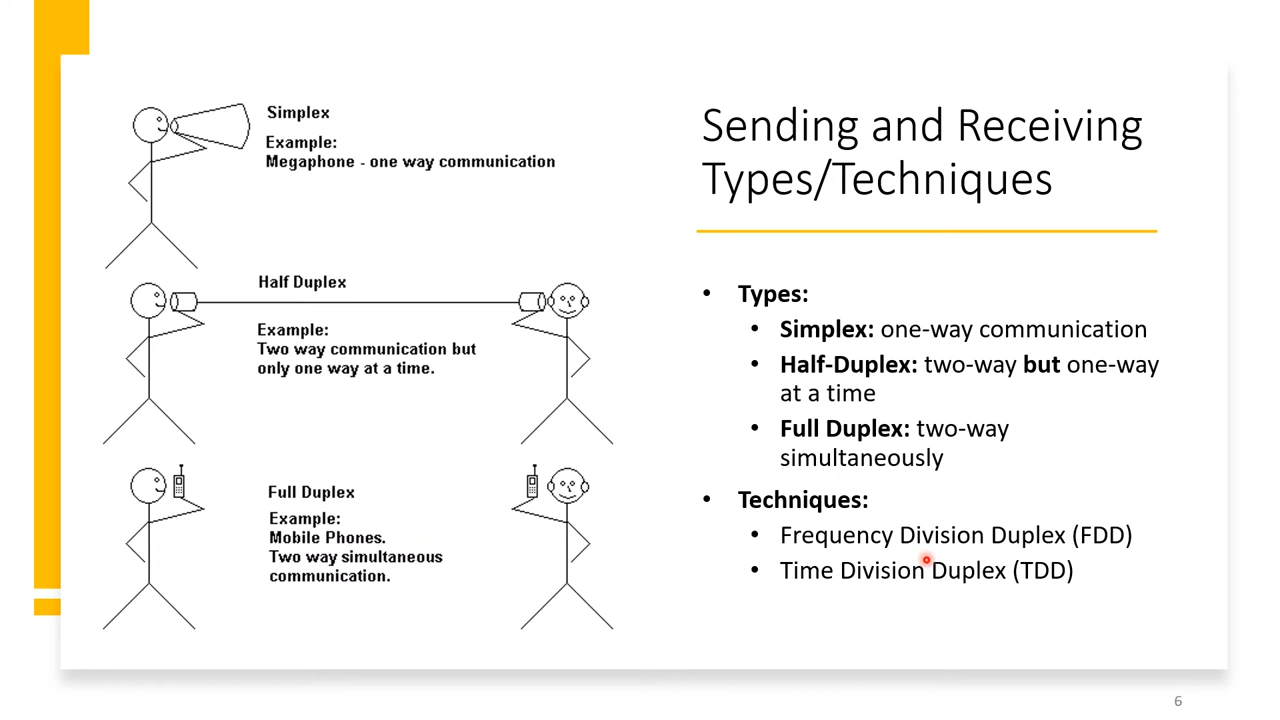 Simplex
Example:
Megaphone - one way communication
Half Duplex
Example:
Two way communication but
only one way at a time.
Full Duplex
Example:
Mobile Phones.
Two way simultaneous
communication.
Sending and Receiving
Types/Techniques
• Types:
• Simplex: one-way communication
• Half-Duplex: two-way but one-way
at a time
• Full Duplex: two-way
simultaneously
• Techniques:
• Frequency Division Duplex (FDD)
• Time Division Duplex (TDD)
6